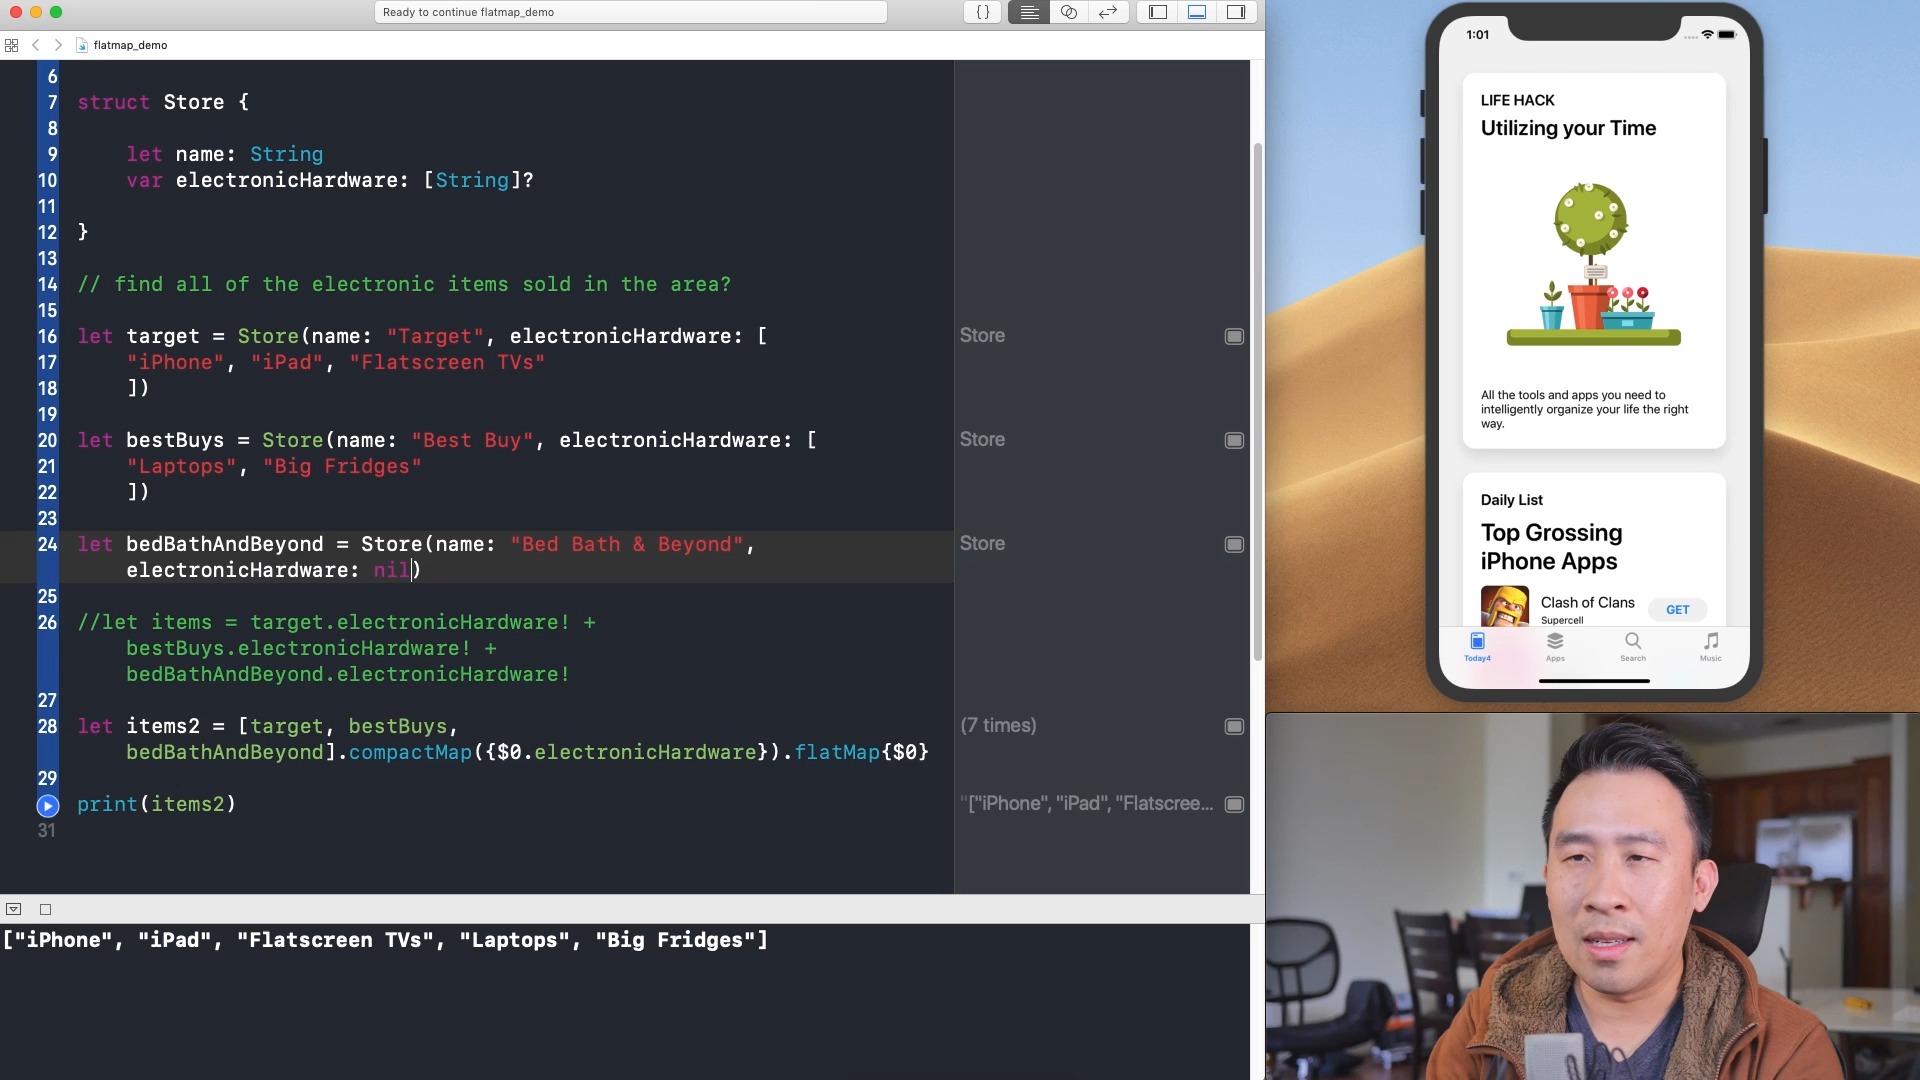 Ready to continue flatmap_demo
{ }
flatmap_demo
6
7 struct Store {
8
9 let name: String
10 var electronicHardware: [String]?
11
12 }
13
14 // find all of the electronic items sold in the area?
15
16 let target = Store(name: "Target", electronicHardware: [
17 "iPhone", "iPad", "Flatscreen TVs"
18 ])
19
20 let bestBuys = Store(name: "Best Buy", electronicHardware: [
21 "Laptops", "Big Fridges"
22 ])
23
24 let bedBathAndBeyond = Store(name: "Bed Bath & Beyond",
electronicHardware: nil)
25
26 //let items = target.electronicHardware! +
bestBuys.electronicHardware! +
bedBathAndBeyond.electronicHardware!
27
28 let items2 = [target, bestBuys,
bedBathAndBeyond].compactMap({$0.electronicHardware}).flatMap{$0}
29
print(items2)
31
Store
Store
Store
(7 times)
"["iPhone", "iPad", "Flatscree...
["iPhone", "iPad", "Flatscreen TVs", "Laptops", "Big Fridges"]
1:01
LIFE HACK
Utilizing your Time
All the tools and apps you need to
intelligently organize your life the right
way.
Daily List
Top Grossing
iPhone Apps
Clash of Clans
Supercell
GET
Today4
Apps
Search
Music